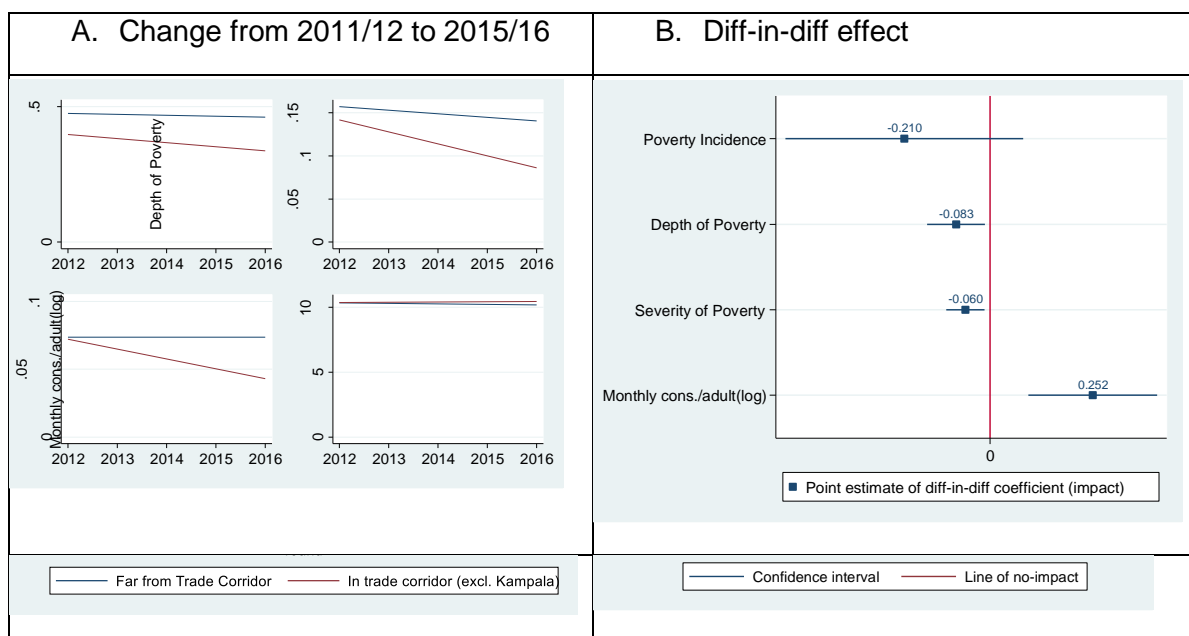 A. Change from 2011/12 to 2015/16
B. Diff-in-diff effect
.5
0
Depth of Poverty
2012 2013 2014 2015 2016
.15
.1
.05
0
2012 2013 2014 2015 2016
.1
.05
0
Monthly cons./adult(log)
2012 2013 2014 2015 2016
10
5
0
2012 2013 2014 2015 2016
Far from Trade Corridor
In trade corridor (excl. Kampala)
Poverty Incidence
-0.210
Depth of Poverty
-0.083
Severity of Poverty
-0.060
Monthly cons./adult(log)
0.252
0
Point estimate of diff-in-diff coefficient (impact)
Confidence interval
Line of no-impact